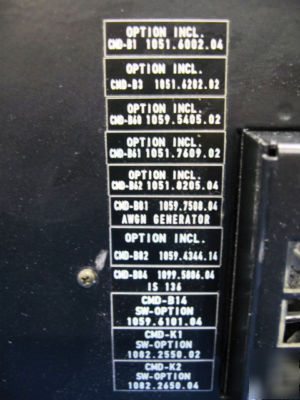 OPTION INCL.
CMD-B1 1051.6002.04
OPTION INCL.
CMD-B3 1051.6202.02
OPTION INCL.
CMD-B60 1059.5405.02
OPTION INCL.
CMD-B61 1051.7609.02
OPTION INCL.
CMD-B62 1051.8205.04
CMD-B81 1059.7508.04
AWGN GENERATOR
OPTION INCL.
CMD-B82 1059.4344.14
CMD-B84 1099.5806.04
IS 136
CMD-B14
SW-OPTION
1059.6101.04
CMD-K1
SW-OPTION
1082.2550.02
CMD-K2
SW-OPTION
1082.2650.04